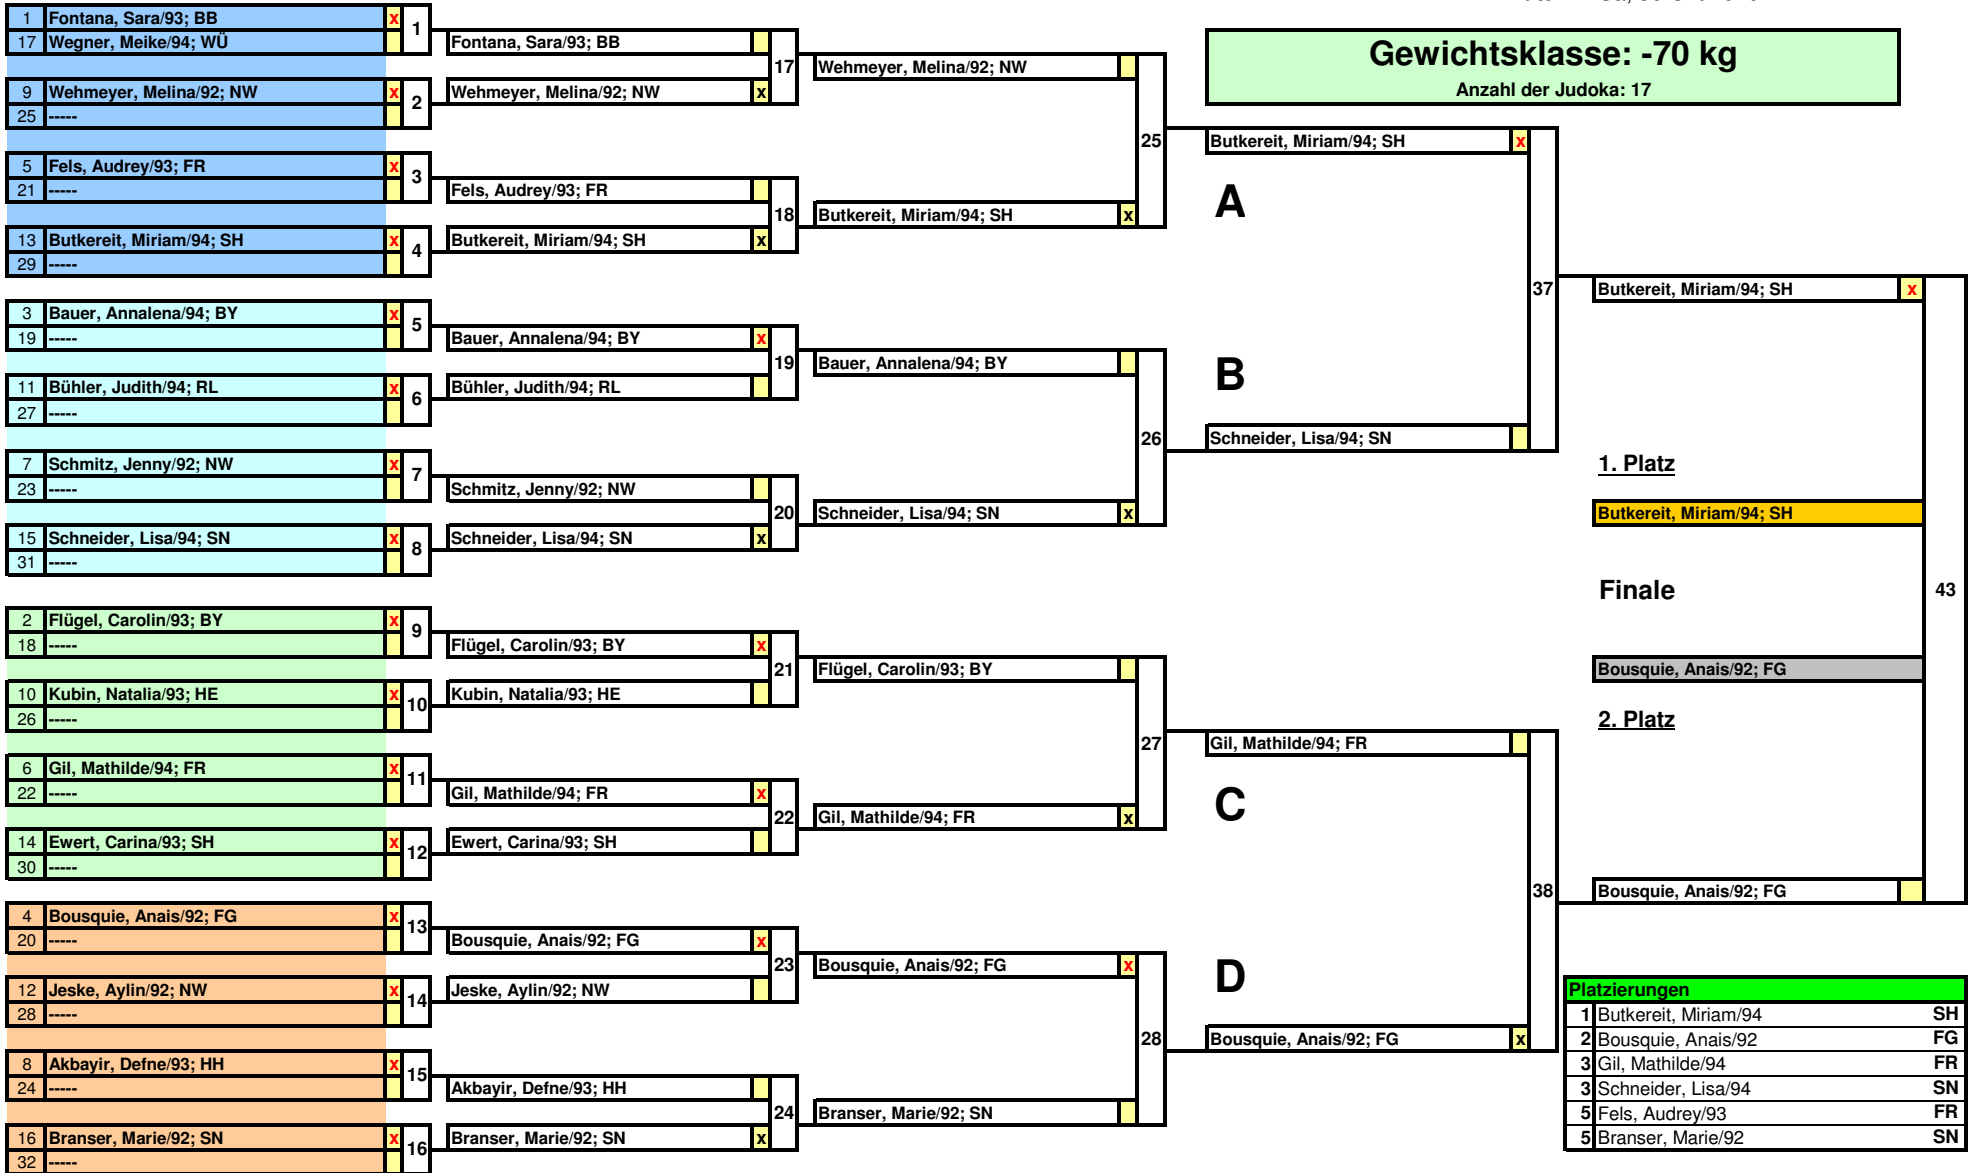 Gewichtsklasse: -70 kg
Anzahl der Judoka: 17
1 Fontana, Sara/93; BB x
17 Wegner, Meike/94; WÜ
1
9 Wehmeyer, Melina/92; NW x
25 -----
2
5 Fels, Audrey/93; FR x
21 -----
3
13 Butkereit, Miriam/94; SH x
29 -----
4
3 Bauer, Annalena/94; BY x
19 -----
5
11 Bühler, Judith/94; RL x
27 -----
6
7 Schmitz, Jenny/92; NW x
23 -----
7
15 Schneider, Lisa/94; SN x
31 -----
8
2 Flügel, Carolin/93; BY x
18 -----
9
10 Kubin, Natalia/93; HE x
26 -----
10
6 Gil, Mathilde/94; FR x
22 -----
11
14 Ewert, Carina/93; SH x
30 -----
12
4 Bousquie, Anais/92; FG x
20 -----
13
12 Jeske, Aylin/92; NW x
28 -----
14
8 Akbayir, Defne/93; HH x
24 -----
15
16 Branser, Marie/92; SN x
32 -----
16
Fontana, Sara/93; BB
17
Wehmeyer, Melina/92; NW x
Fels, Audrey/93; FR
18
Butkereit, Miriam/94; SH x
Bauer, Annalena/94; BY x
19
Bühler, Judith/94; RL
Schmitz, Jenny/92; NW
20
Schneider, Lisa/94; SN x
Flügel, Carolin/93; BY x
21
Kubin, Natalia/93; HE
Gil, Mathilde/94; FR x
22
Ewert, Carina/93; SH
Bousquie, Anais/92; FG x
23
Jeske, Aylin/92; NW
Akbayir, Defne/93; HH
24
Branser, Marie/92; SN x
Wehmeyer, Melina/92; NW
25
Butkereit, Miriam/94; SH x
Bauer, Annalena/94; BY
26
Schneider, Lisa/94; SN x
Flügel, Carolin/93; BY
27
Gil, Mathilde/94; FR x
Bousquie, Anais/92; FG x
28
Branser, Marie/92; SN
Butkereit, Miriam/94; SH x
A
37
B
Schneider, Lisa/94; SN
Gil, Mathilde/94; FR
C
38
D
Bousquie, Anais/92; FG x
Butkereit, Miriam/94; SH x
1. Platz
Butkereit, Miriam/94; SH
Finale
43
Bousquie, Anais/92; FG
2. Platz
Bousquie, Anais/92; FG
Platzierungen
1 Butkereit, Miriam/94 SH
2 Bousquie, Anais/92 FG
3 Gil, Mathilde/94 FR
3 Schneider, Lisa/94 SN
5 Fels, Audrey/93 FR
5 Branser, Marie/92 SN